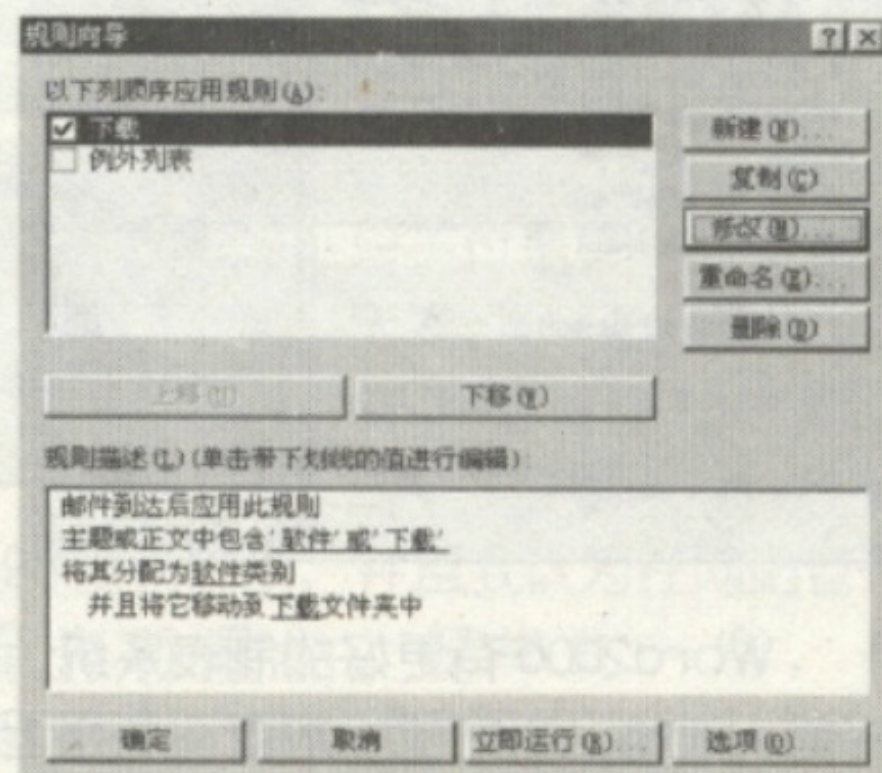 规则向导
以下列顺序应用规则(A):
下载
例外列表
新建(N)...
复制(C)
修改(M)...
重命名(R)...
删除(D)
上移(U)
下移(V)
规则描述(L)(单击带下划线的值进行编辑):
邮件到达后应用此规则
主题或正文中包含'软件'或'下载'
将其分配为软件类别
并且将它移动到下载文件夹中
确定
取消
立即运行(R)...
选项(O)...